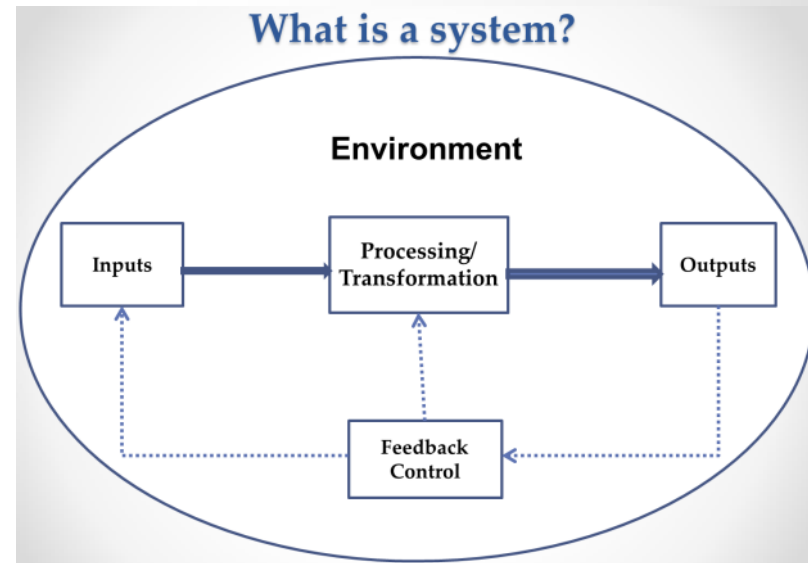 What is a system?
Environment
Inputs
Processing/
Transformation
Outputs
Feedback
Control